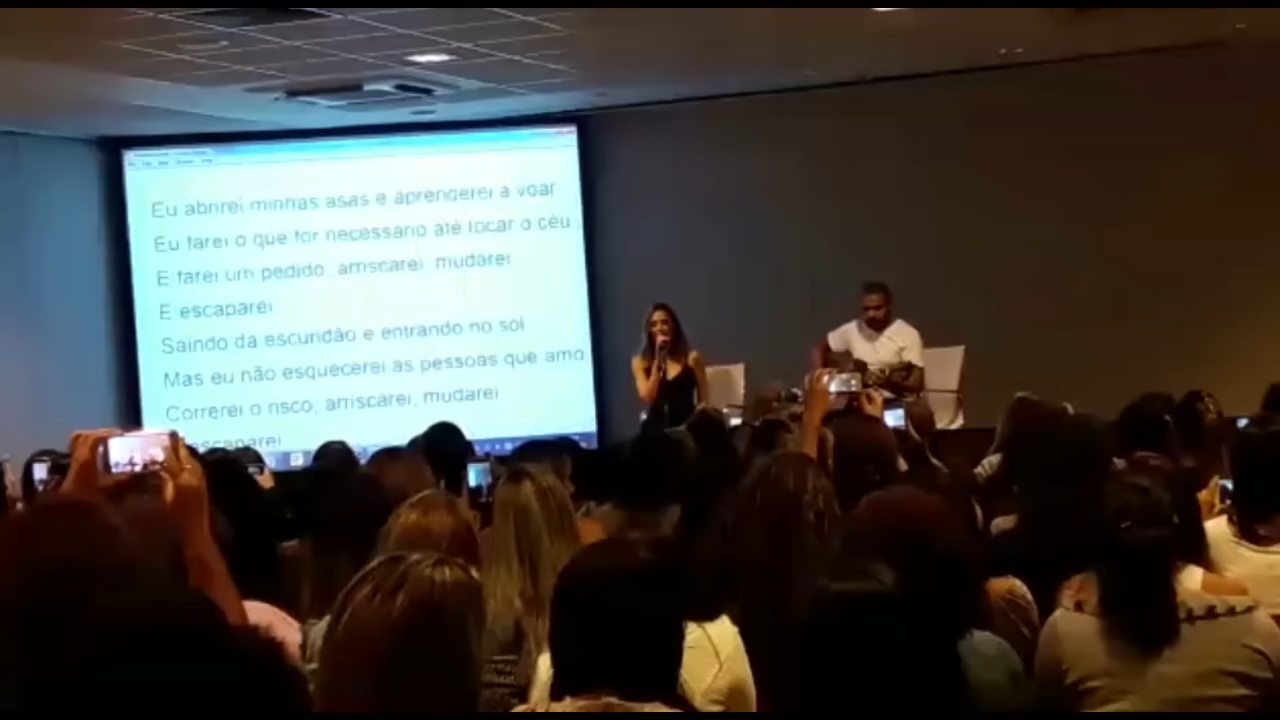 Eu abrirei minhas asas e aprenderei a voar
Eu farei o que for necessário até tocar o céu
E farei um pedido, arriscarei, mudarei
E escaparei
Saindo da escuridão e entrando no sol
Mas eu não esquecerei as pessoas que amo
Correrei o risco, arriscarei, mudarei
escaparei